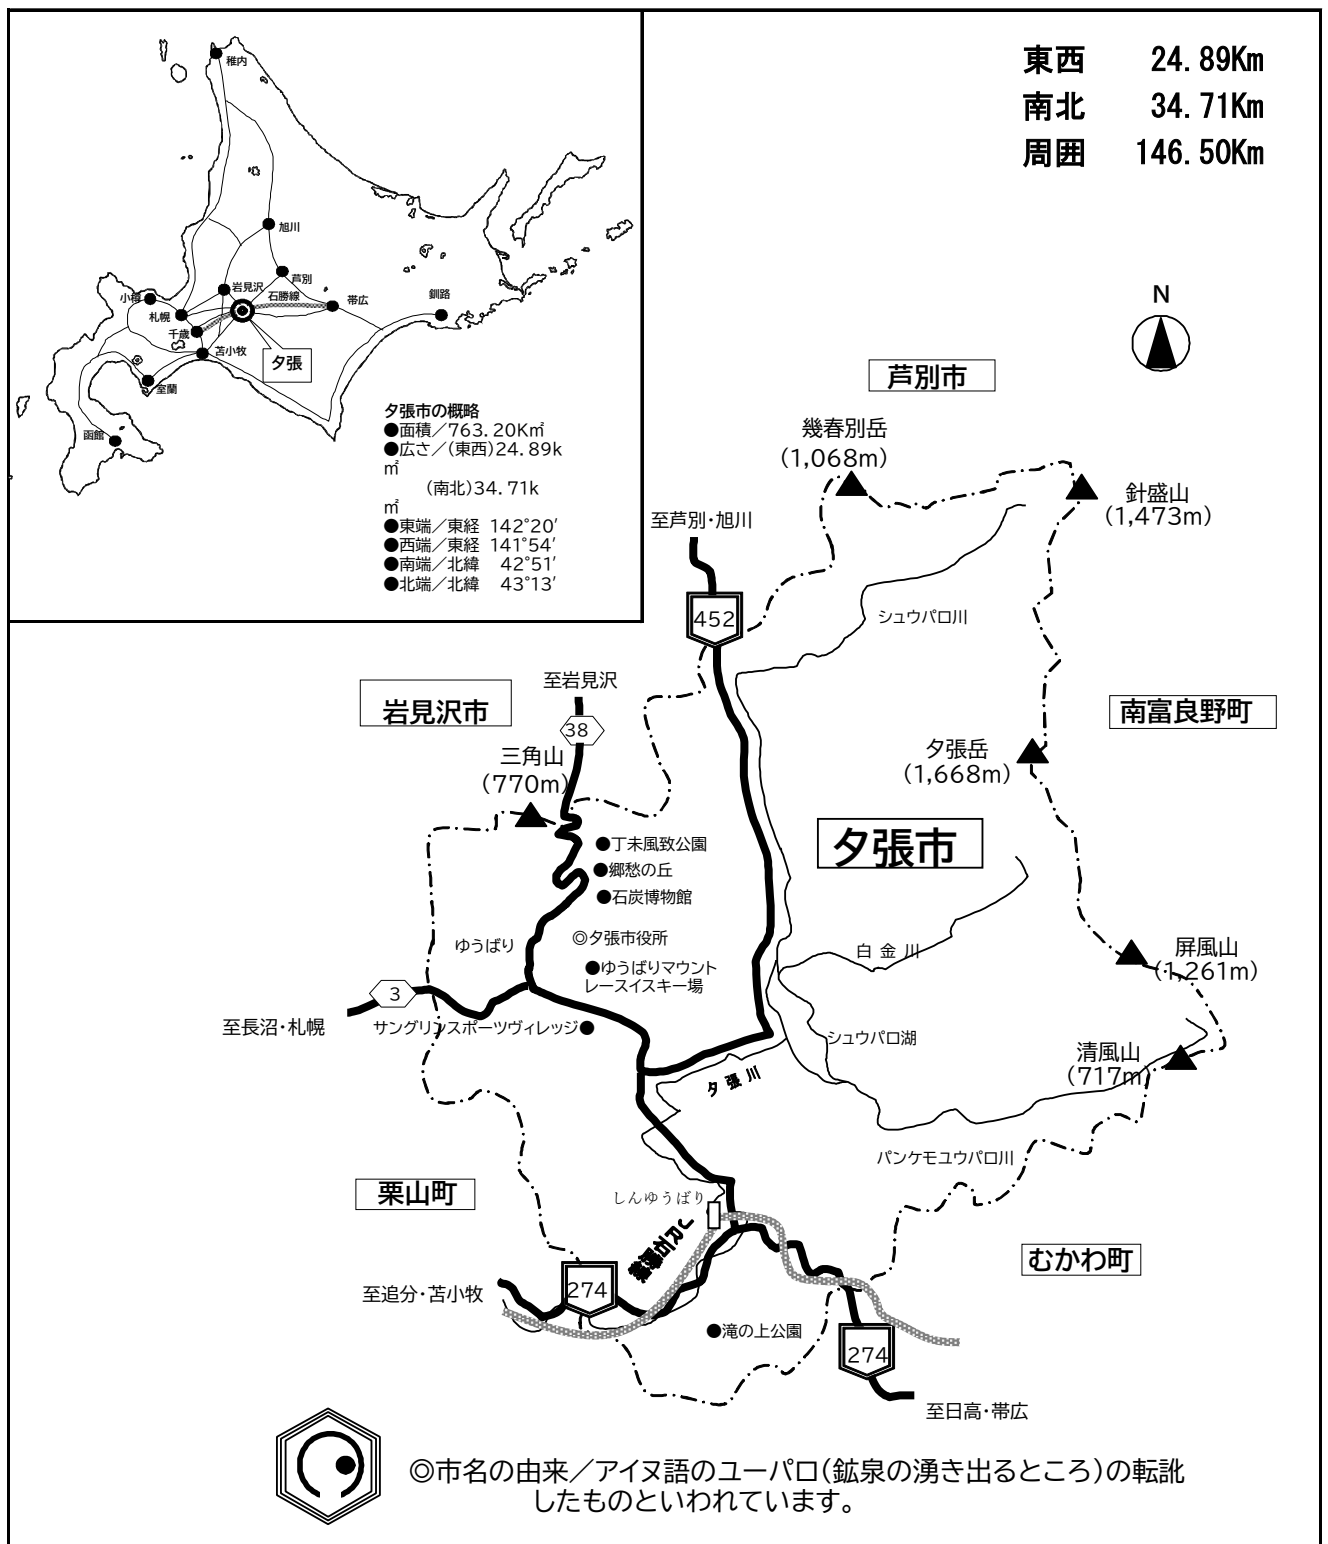 稚内
旭川
芦別
岩見沢
石勝線
帯広
釧路
小樽
札幌
千歳
苫小牧
夕張
室蘭
函館
夕張市の概略
●面積／763.20K㎡
●広さ／(東西)24.89k
㎡
(南北)34.71k
㎡
●東端／東経 142°20′
●西端／東経 141°54′
●南端／北緯 42°51′
●北端／北緯 43°13′
東西 24.89Km
南北 34.71Km
周囲 146.50Km
N
芦別市
幾春別岳
(1,068m)
針盛山
(1,473m)
至芦別・旭川
452
シュウパロ川
至岩見沢
岩見沢市
38
南富良野町
三角山
(770m)
夕張岳
(1,668m)
夕張市
●丁未風致公園
●郷愁の丘
●石炭博物館
ゆうばり
◎夕張市役所
白金川
屏風山
(1,261m)
●ゆうばりマウント
レースイスキー場
3
至長沼・札幌
サングリンスポーツヴィレッジ●
シュウパロ湖
清風山
(717m)
夕張川
パンケモユウパロ川
栗山町
しんゆうばり
むかわ町
274
至追分・苫小牧
●滝の上公園
274
至日高・帯広
◎市名の由来／アイヌ語のユーパロ(鉱泉の湧き出るところ)の転訛
したものといわれています。